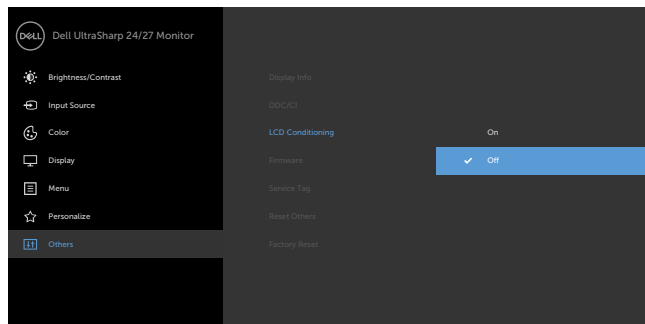 DELL Dell UltraSharp 24/27 Monitor
Brightness/Contrast
Input Source
Color
Display
Menu
Personalize
Others
Display Info
DDC/CI
LCD Conditioning
Firmware
Service Tag
Reset Others
Factory Reset
On
Off